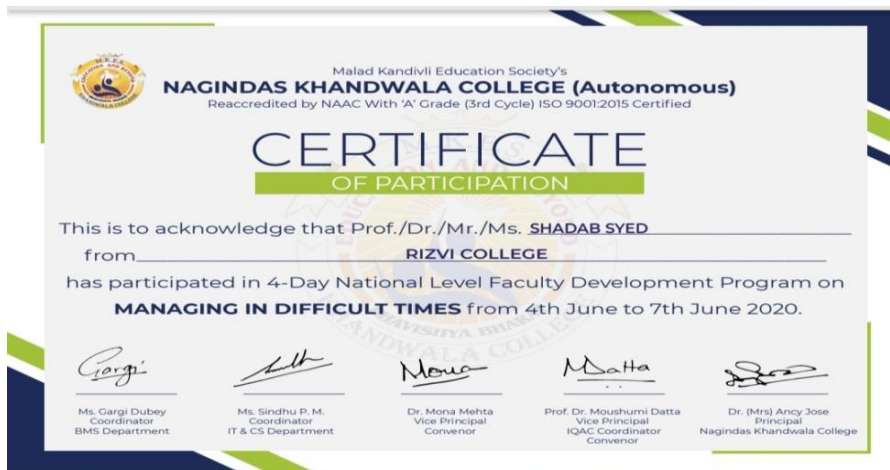 Malad Kandivli Education Society's
NAGINDAS KHANDWALA COLLEGE (Autonomous)
Reaccredited by NAAC With 'A' Grade (3rd Cycle) ISO 9001:2015 Certified
CERTIFICATE
OF PARTICIPATION
This is to acknowledge that Prof./Dr./Mr./Ms. SHADAB SYED
from RIZVI COLLEGE
has participated in 4-Day National Level Faculty Development Program on
MANAGING IN DIFFICULT TIMES from 4th June to 7th June 2020.
Gargi
Mona
MDatta
Ms. Gargi Dubey
Coordinator
BMS Department
Ms. Sindhu P. M.
Coordinator
IT & CS Department
Dr. Mona Mehta
Vice Principal
Convenor
Prof. Dr. Moushumi Datta
Vice Principal
IQAC Coordinator
Convenor
Dr. (Mrs) Ancy Jose
Principal
Nagindas Khandwala College